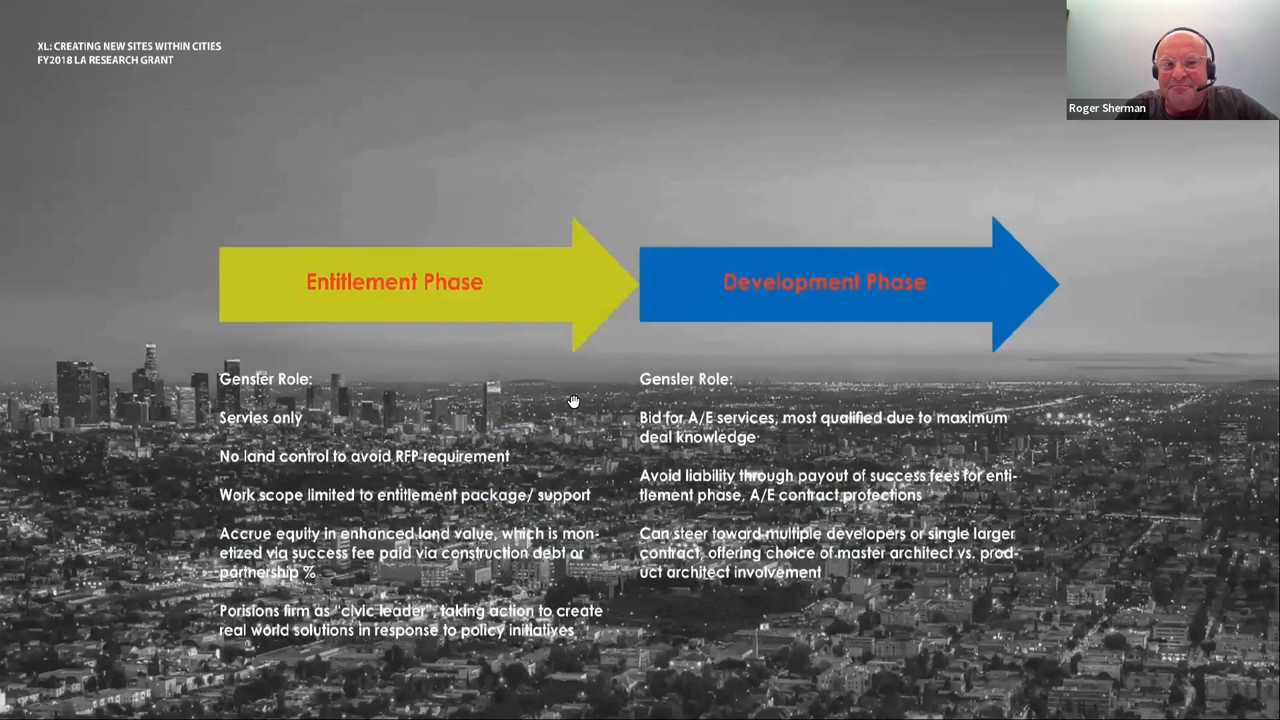 XL: CREATING NEW SITES WITHIN CITIES
FY2018 LA RESEARCH GRANT
Roger Sherman
Entitlement Phase
Development Phase
Gensler Role:
Servies only
No land control to avoid RFP requirement
Work scope limited to entitlement package/ support
Accrue equity in enhanced land value, which is mon-
etized via success fee paid via construction debt or
partnership %
Porisions firm as "civic leader", taking action to create
real world solutions in response to policy initiatives
Gensler Role:
Bid for A/E services, most qualified due to maximum
deal knowledge
Avoid liability through payout of success fees for enti-
tlement phase, A/E contract protections
Can steer toward multiple developers or single larger
contract, offering choice of master architect vs. prod-
uct architect involvement